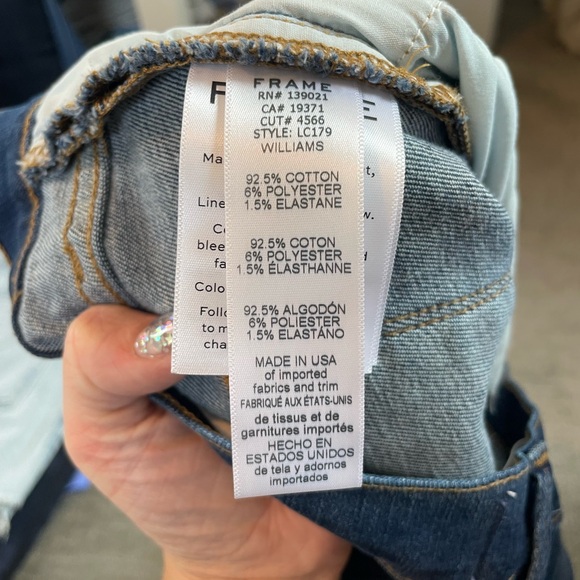 FRAME
RN# 139021
CA# 19371
CUT# 4566
STYLE: LC179
WILLIAMS
92.5% COTTON
6% POLYESTER
1.5% ELASTANE
92.5% COTON
6% POLYESTER
1.5% ÉLASTHANNE
92.5% ALGODÓN
6% POLIESTER
1.5% ELASTANO
MADE IN USA
of imported
fabrics and trim
FABRIQUÉ AUX ÉTATS-UNIS
de tissus et de
garnitures importés
HECHO EN
ESTADOS UNIDOS
de tela y adornos
importados